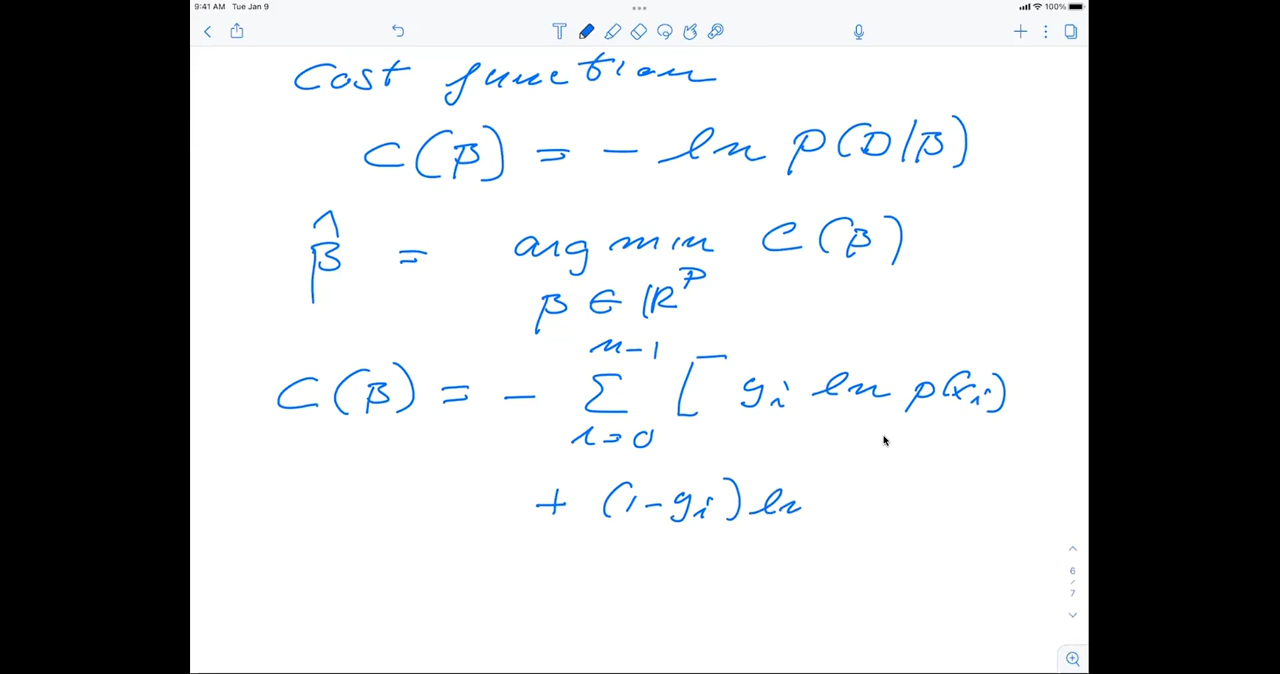 9:41 AM Tue Jan 9
100%
Cost function
C(β) = - ln P(D|β)
β̂ = arg min C(β)
β ∈ ℝᵖ
n-1
C(β) = - Σ [ yᵢ ln p(xᵢ)
i=0
+ (1-yᵢ) ln
6
/
7